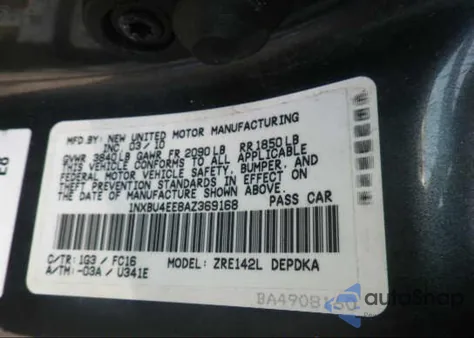 MFD.BY: NEW UNITED MOTOR MANUFACTURING
INC. 03/10
GVWR 3840LB GAWR FR 2090LB RR1850LB
THIS VEHICLE CONFORMS TO ALL APPLICABLE
FEDERAL MOTOR VEHICLE SAFETY, BUMPER, AND
THEFT PREVENTION STANDARDS IN EFFECT ON
THE DATE OF MANUFACTURE SHOWN ABOVE.
1NXBU4EE8AZ369168 PASS CAR
C/TR: 1G3 / FC16 MODEL: ZRE142L DEPDKA
A/TM: -03A / U341E
autoShop